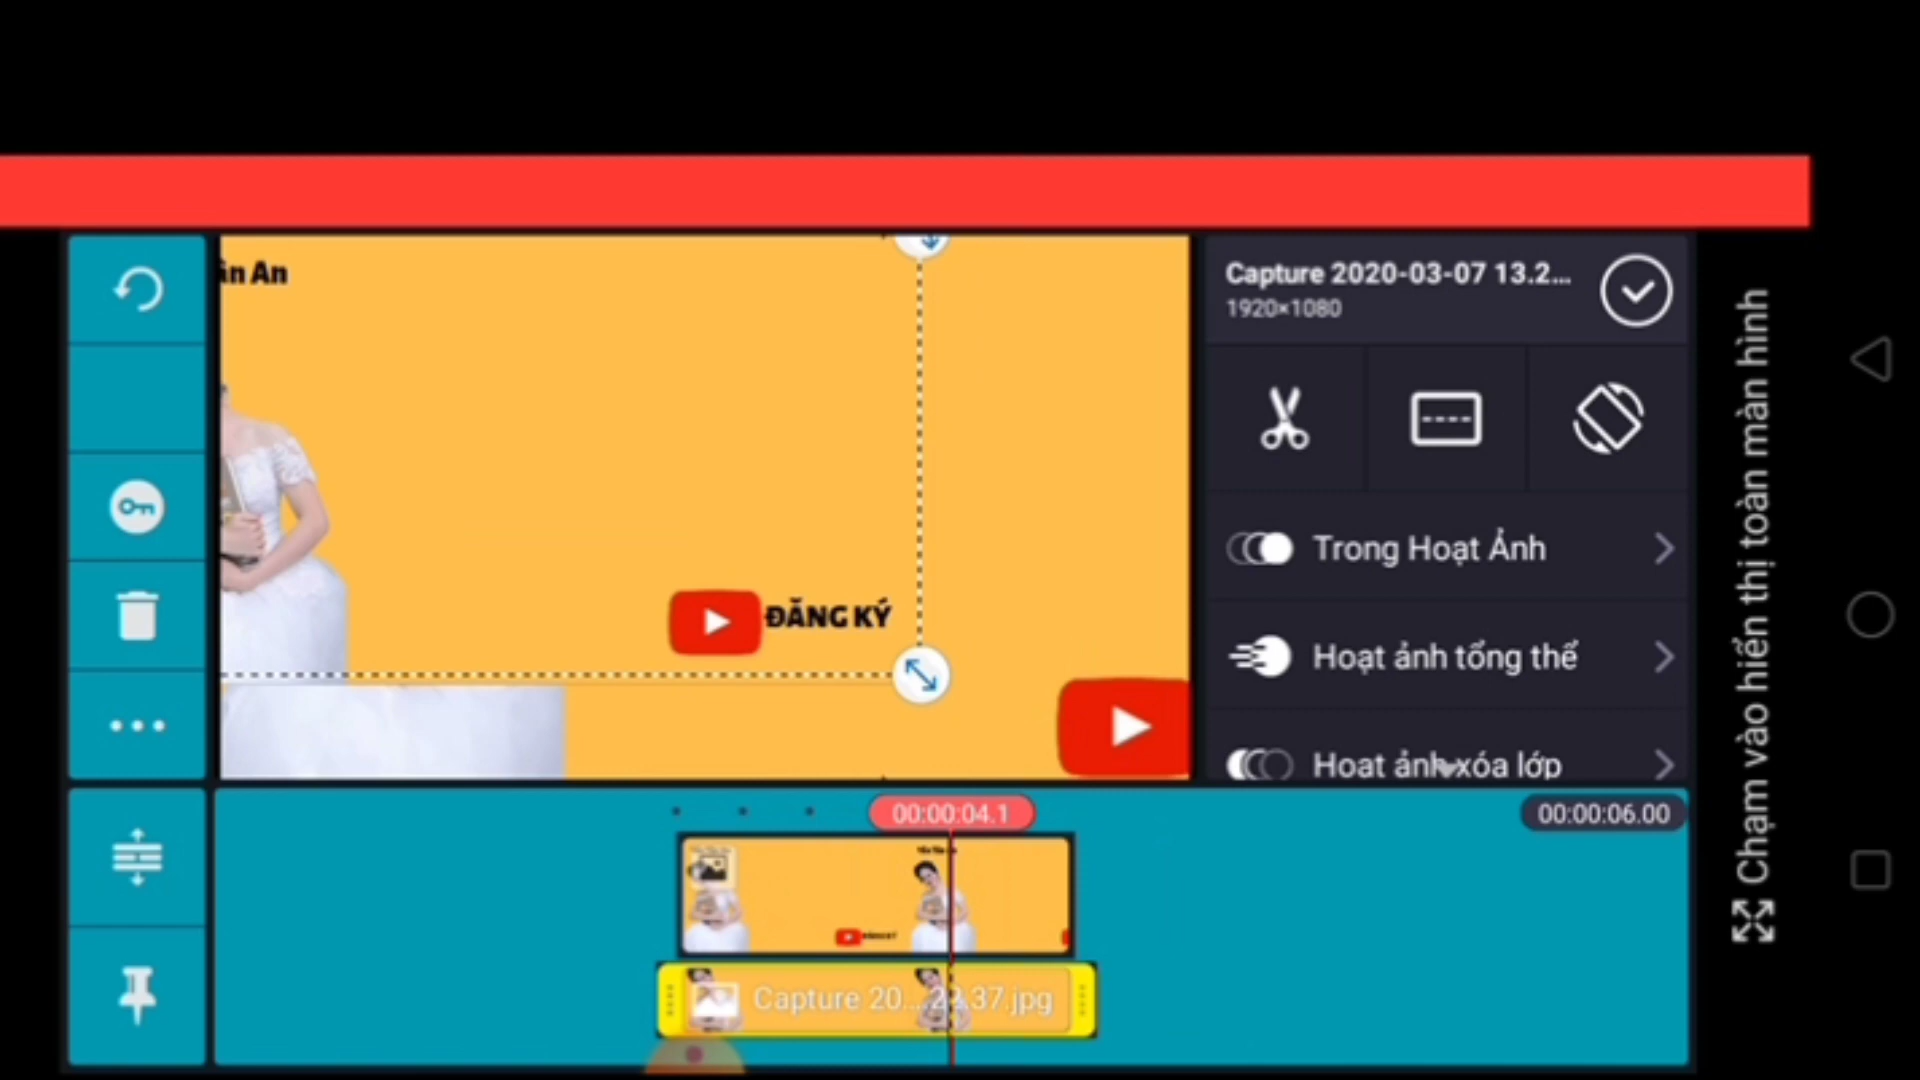 ân An
ĐĂNG KÝ
Capture 2020-03-07 13.2...
1920×1080
Trong Hoạt Ảnh
Hoạt ảnh tổng thể
Hoạt ảnh xóa lớp
Chạm vào hiển thị toàn màn hình
00:00:04.1
00:00:06.00
Capture 20....22.37.jpg